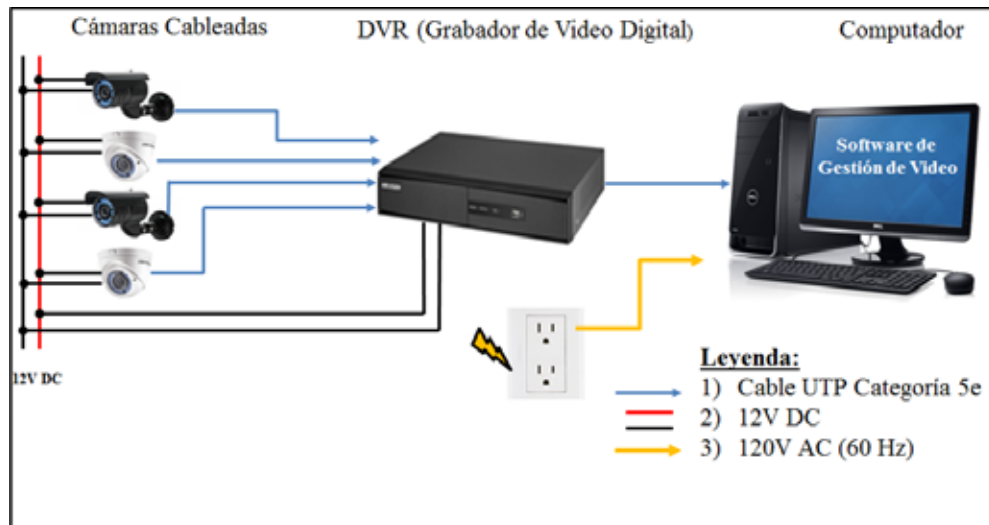 Cámaras Cableadas
DVR (Grabador de Video Digital)
Computador
Software de
Gestión de Video
DELL
12V DC
Leyenda:
1) Cable UTP Categoría 5e
2) 12V DC
3) 120V AC (60 Hz)